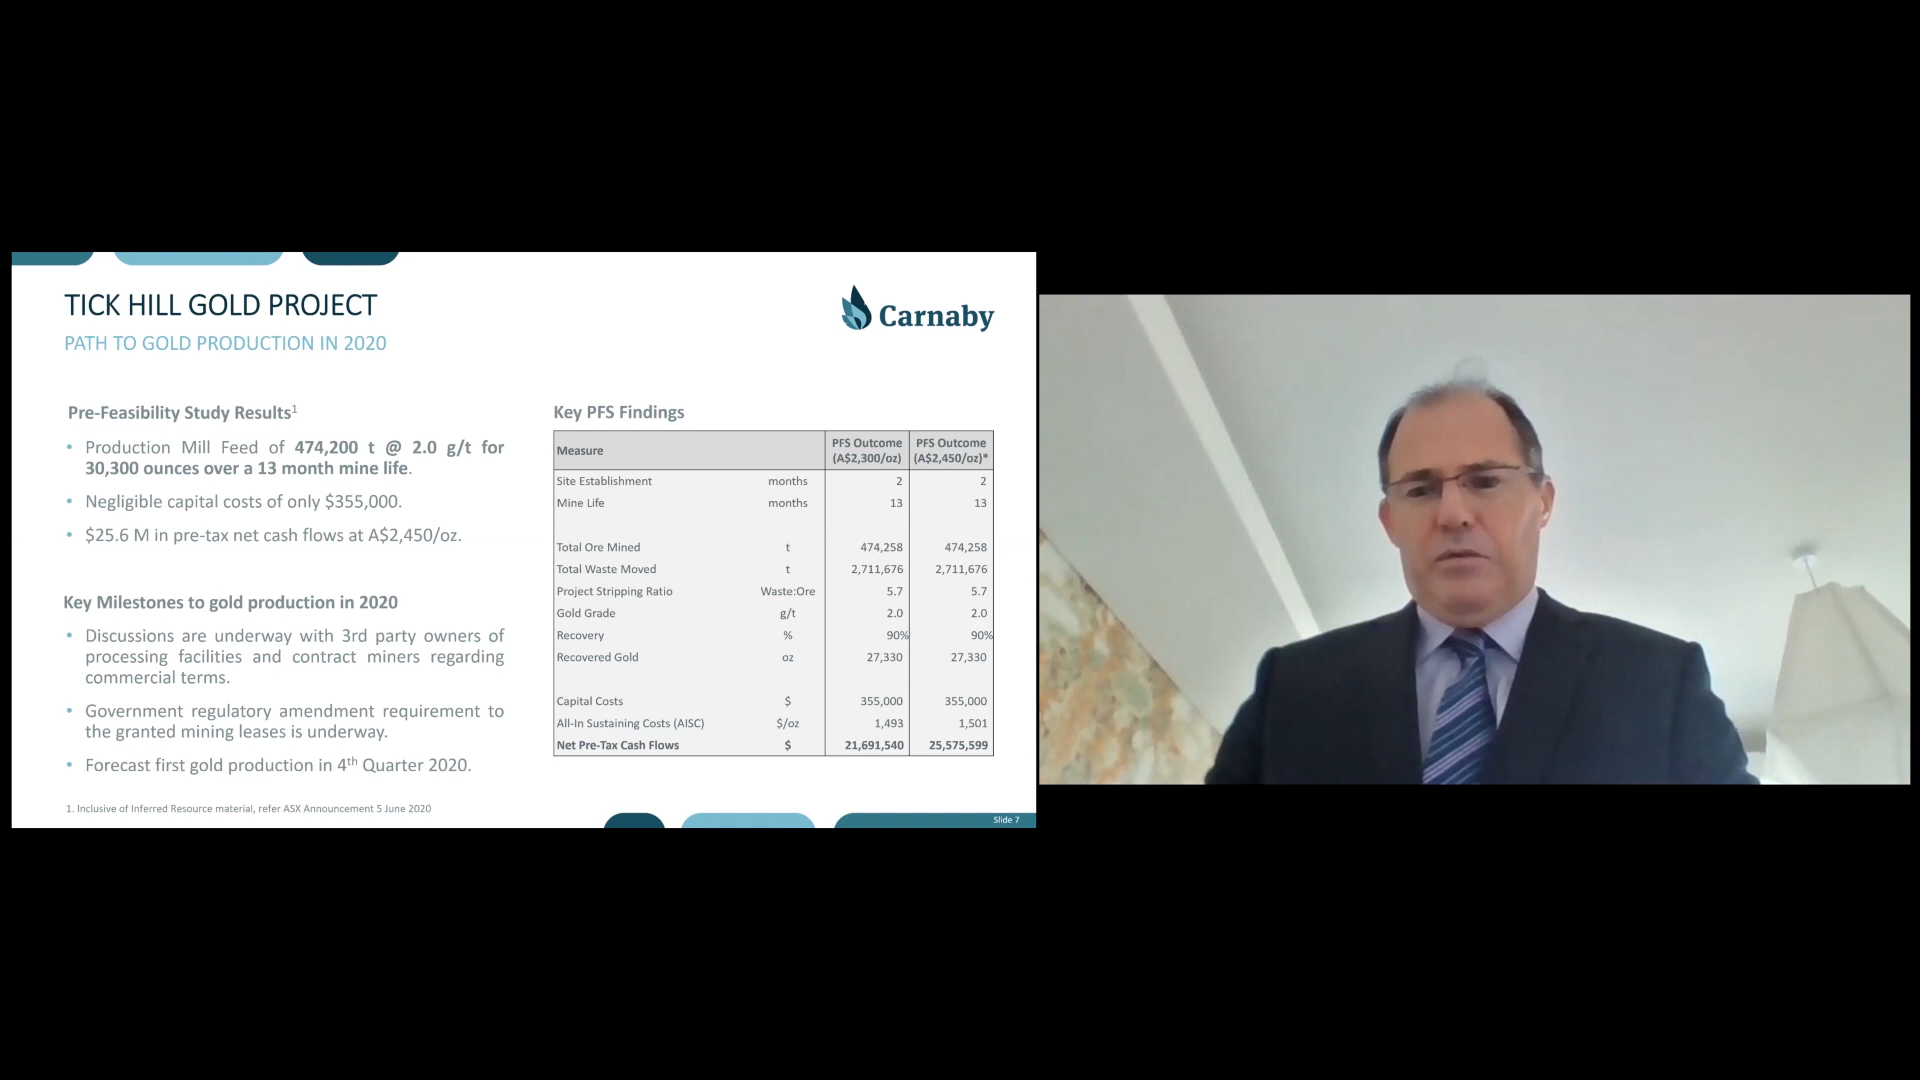 TICK HILL GOLD PROJECT
PATH TO GOLD PRODUCTION IN 2020
Carnaby
Pre-Feasibility Study Results1
• Production Mill Feed of 474,200 t @ 2.0 g/t for
30,300 ounces over a 13 month mine life.
• Negligible capital costs of only $355,000.
• $25.6 M in pre-tax net cash flows at A$2,450/oz.
Key Milestones to gold production in 2020
• Discussions are underway with 3rd party owners of
processing facilities and contract miners regarding
commercial terms.
• Government regulatory amendment requirement to
the granted mining leases is underway.
• Forecast first gold production in 4th Quarter 2020.
1. Inclusive of Inferred Resource material, refer ASX Announcement 5 June 2020
Key PFS Findings
Measure PFS Outcome (A$2,300/oz) PFS Outcome (A$2,450/oz)*
Site Establishment months 2 2
Mine Life months 13 13
Total Ore Mined t 474,258 474,258
Total Waste Moved t 2,711,676 2,711,676
Project Stripping Ratio Waste:Ore 5.7 5.7
Gold Grade g/t 2.0 2.0
Recovery % 90% 90%
Recovered Gold oz 27,330 27,330
Capital Costs $ 355,000 355,000
All-In Sustaining Costs (AISC) $/oz 1,493 1,501
Net Pre-Tax Cash Flows $ 21,691,540 25,575,599
Slide 7